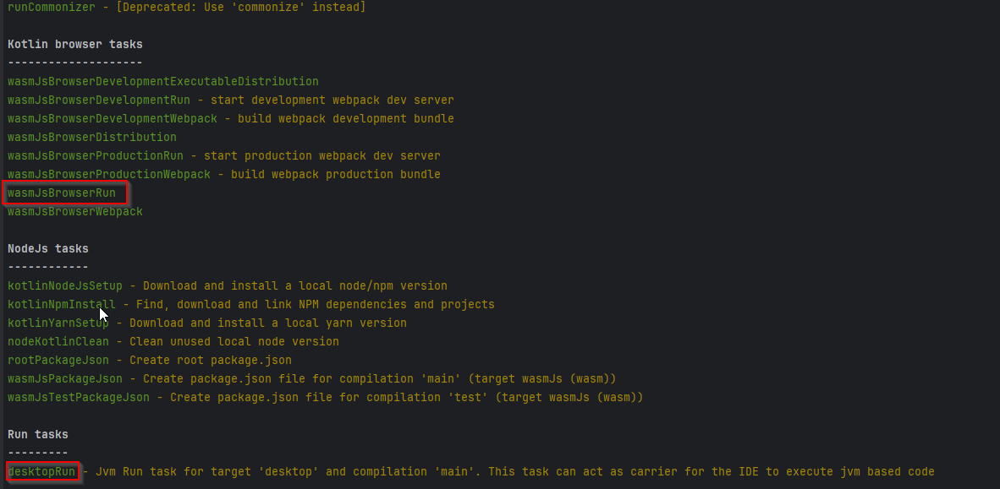 runCommonizer - [Deprecated: Use 'commonize' instead]
Kotlin browser tasks
--------------------
wasmJsBrowserDevelopmentExecutableDistribution
wasmJsBrowserDevelopmentRun - start development webpack dev server
wasmJsBrowserDevelopmentWebpack - build webpack development bundle
wasmJsBrowserDistribution
wasmJsBrowserProductionRun - start production webpack dev server
wasmJsBrowserProductionWebpack - build webpack production bundle
wasmJsBrowserRun
wasmJsBrowserWebpack
NodeJs tasks
------------
kotlinNodeJsSetup - Download and install a local node/npm version
kotlinNpmInstall - Find, download and link NPM dependencies and projects
kotlinYarnSetup - Download and install a local yarn version
nodeKotlinClean - Clean unused local node version
rootPackageJson - Create root package.json
wasmJsPackageJson - Create package.json file for compilation 'main' (target wasmJs (wasm))
wasmJsTestPackageJson - Create package.json file for compilation 'test' (target wasmJs (wasm))
Run tasks
---------
desktopRun - Jvm Run task for target 'desktop' and compilation 'main'. This task can act as carrier for the IDE to execute jvm based code